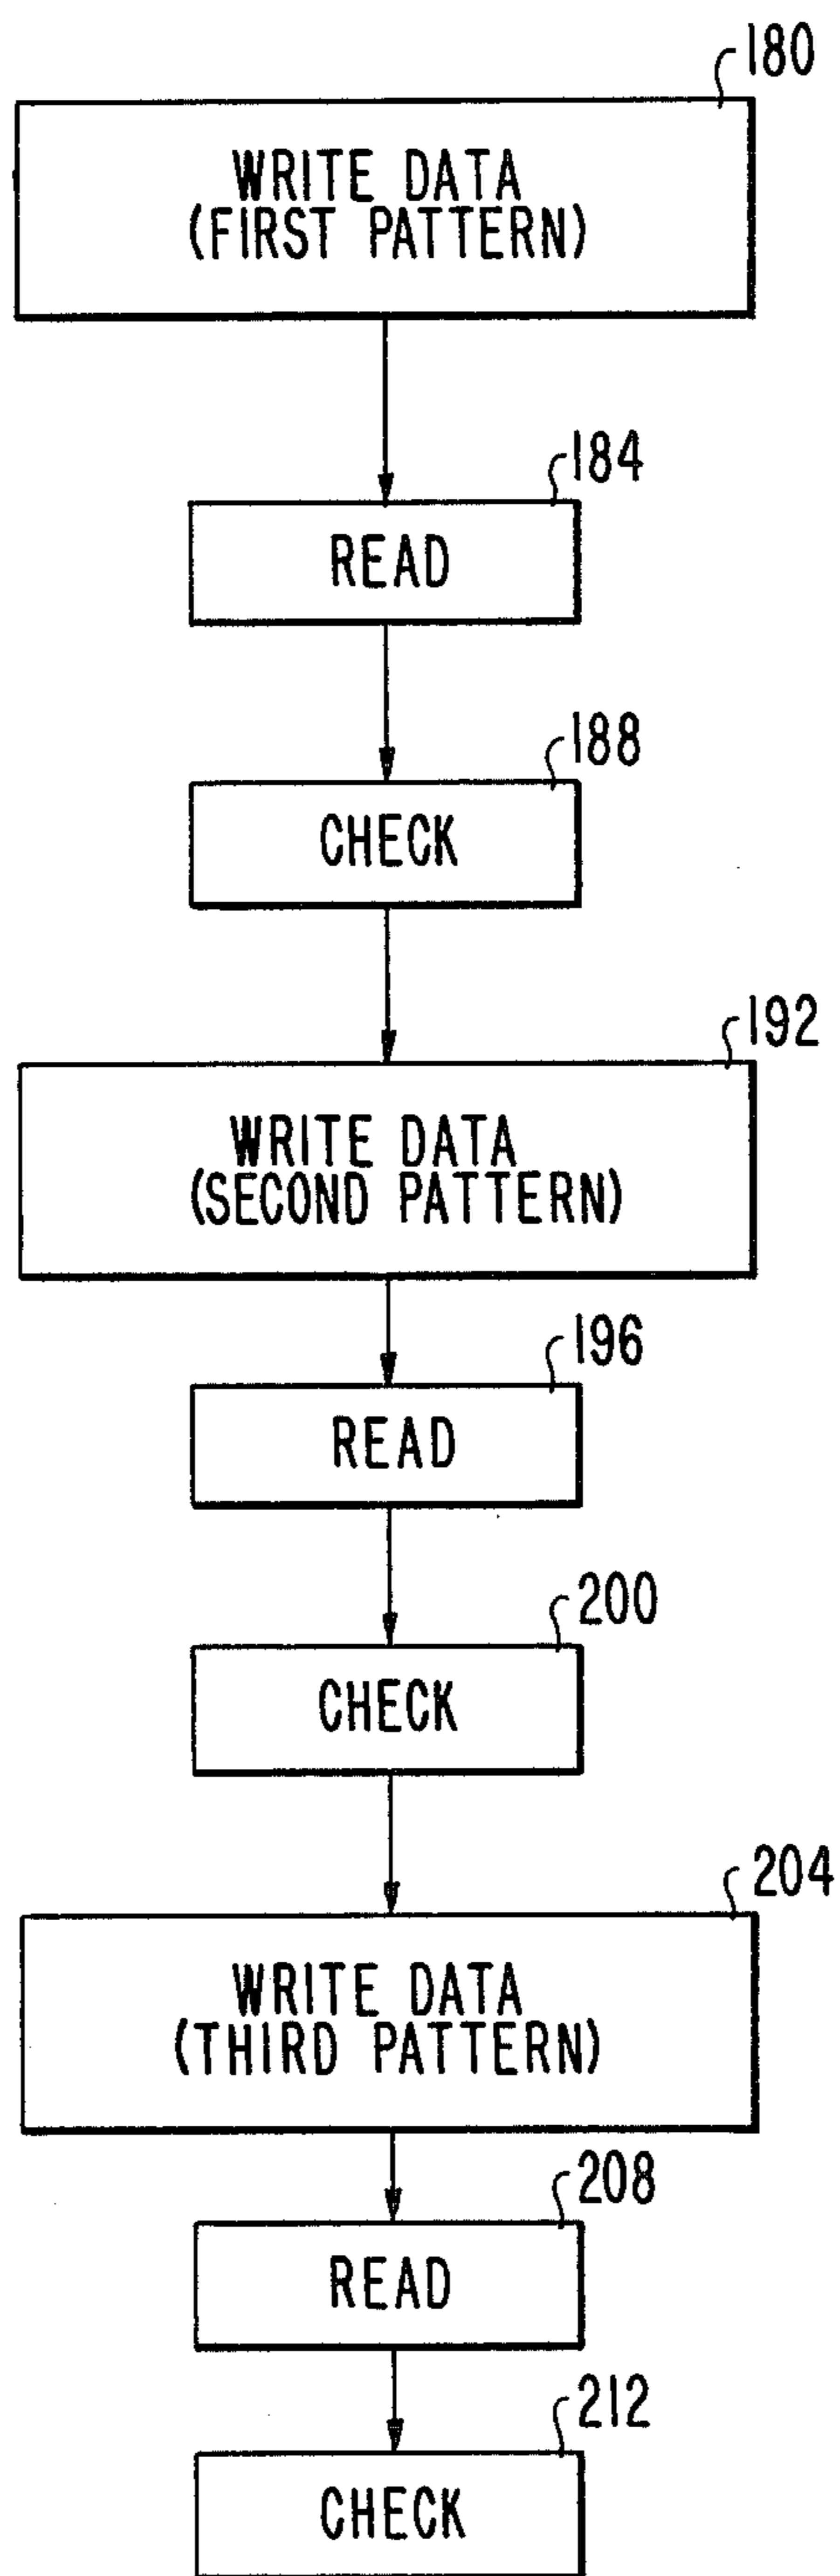 180
WRITE DATA
(FIRST PATTERN)
184
READ
188
CHECK
192
WRITE DATA
(SECOND PATTERN)
196
READ
200
CHECK
204
WRITE DATA
(THIRD PATTERN)
208
READ
212
CHECK